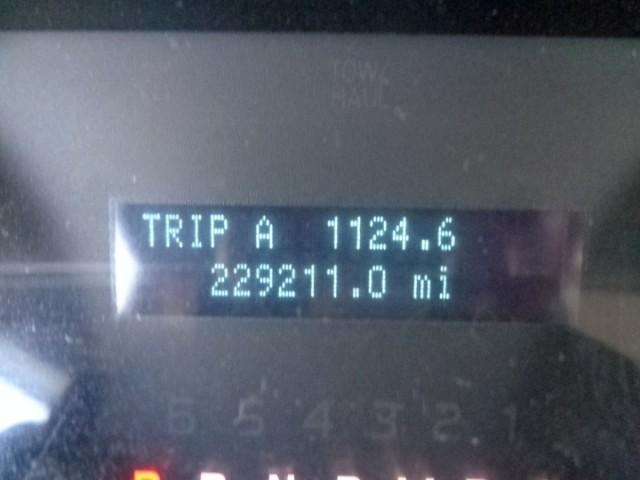 TOW/
HAUL
TRIP A 1124.6
229211.0 mi
6 5 4 3 2 1
P R N D M